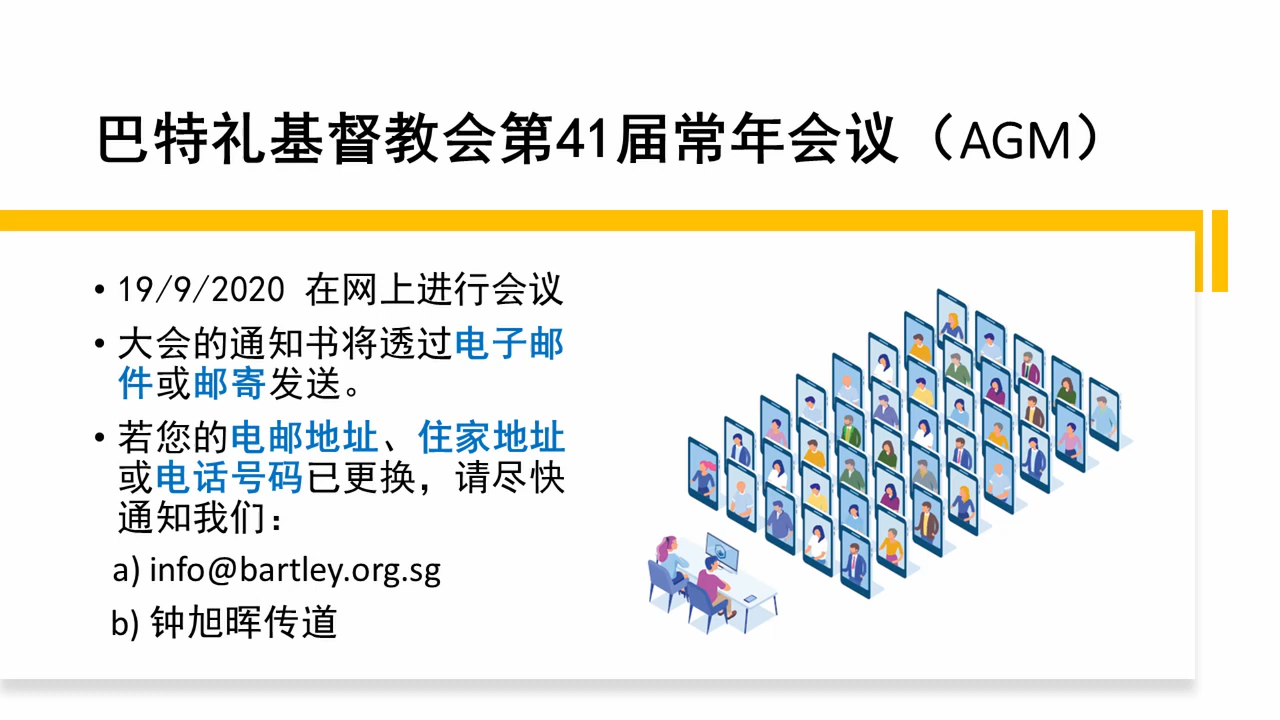 巴特礼基督教会第41届常年会议（AGM）
• 19/9/2020 在网上进行会议
• 大会的通知书将透过电子邮
件或邮寄发送。
• 若您的电邮地址、住家地址
或电话号码已更换，请尽快
通知我们：
a) info@bartley.org.sg
b) 钟旭晖传道